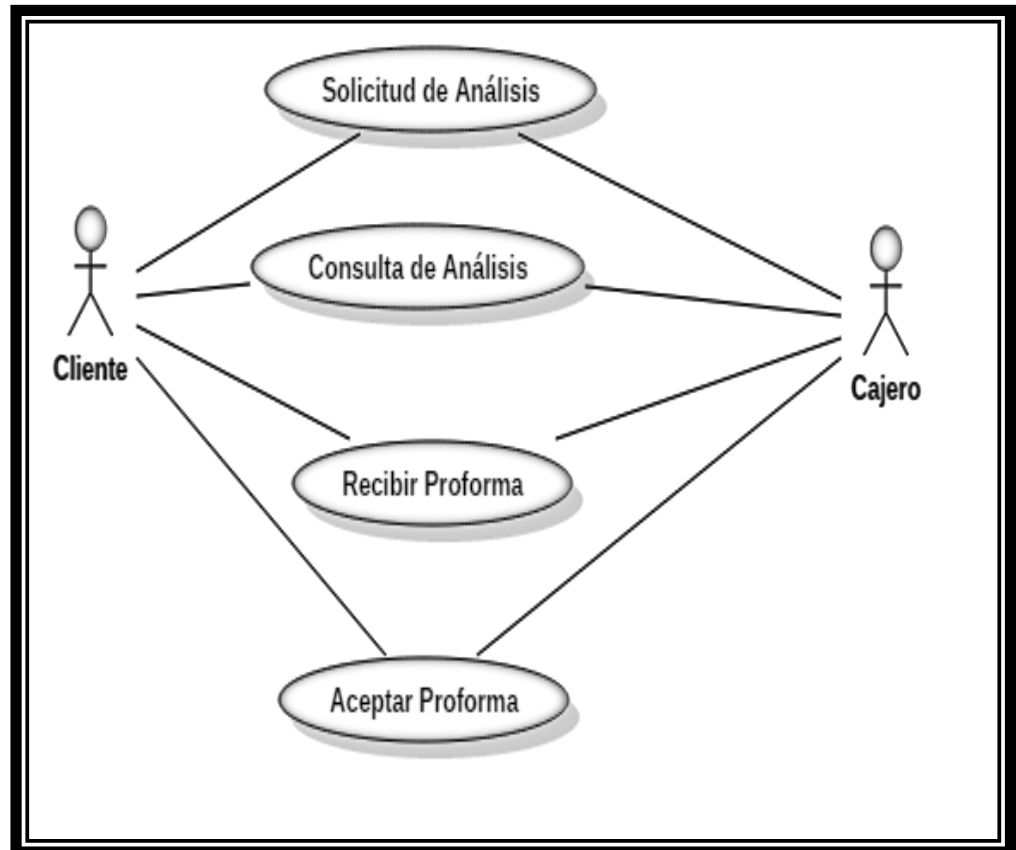 Solicitud de Análisis
Consulta de Análisis
Cliente
Cajero
Recibir Proforma
Aceptar Proforma